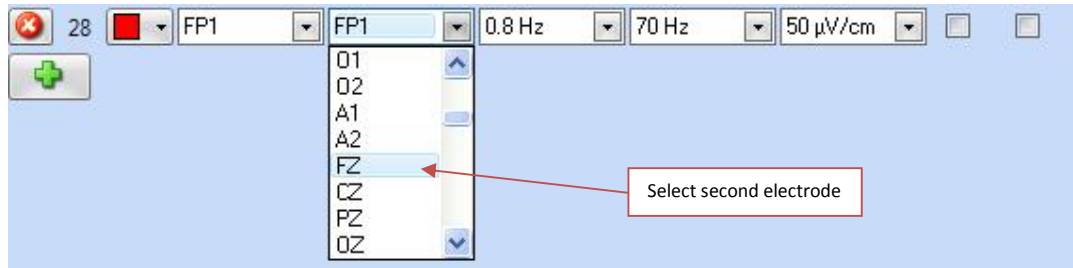 28 FP1 FP1 0.8 Hz 70 Hz 50 µV/cm
O1
O2
A1
A2
FZ
CZ
PZ
OZ
Select second electrode